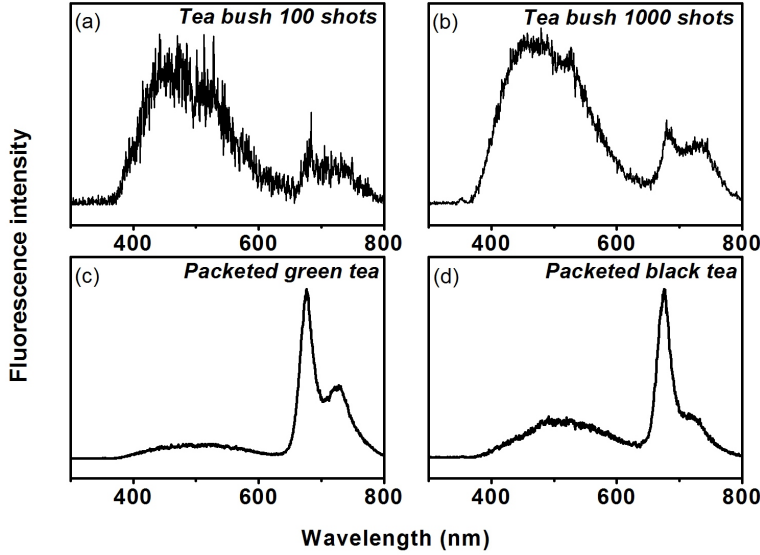 (a) Tea bush 100 shots
(b) Tea bush 1000 shots
400 600 800
400 600 800
(c) Packeted green tea
(d) Packeted black tea
400 600 800
400 600 800
Fluorescence intensity
Wavelength (nm)